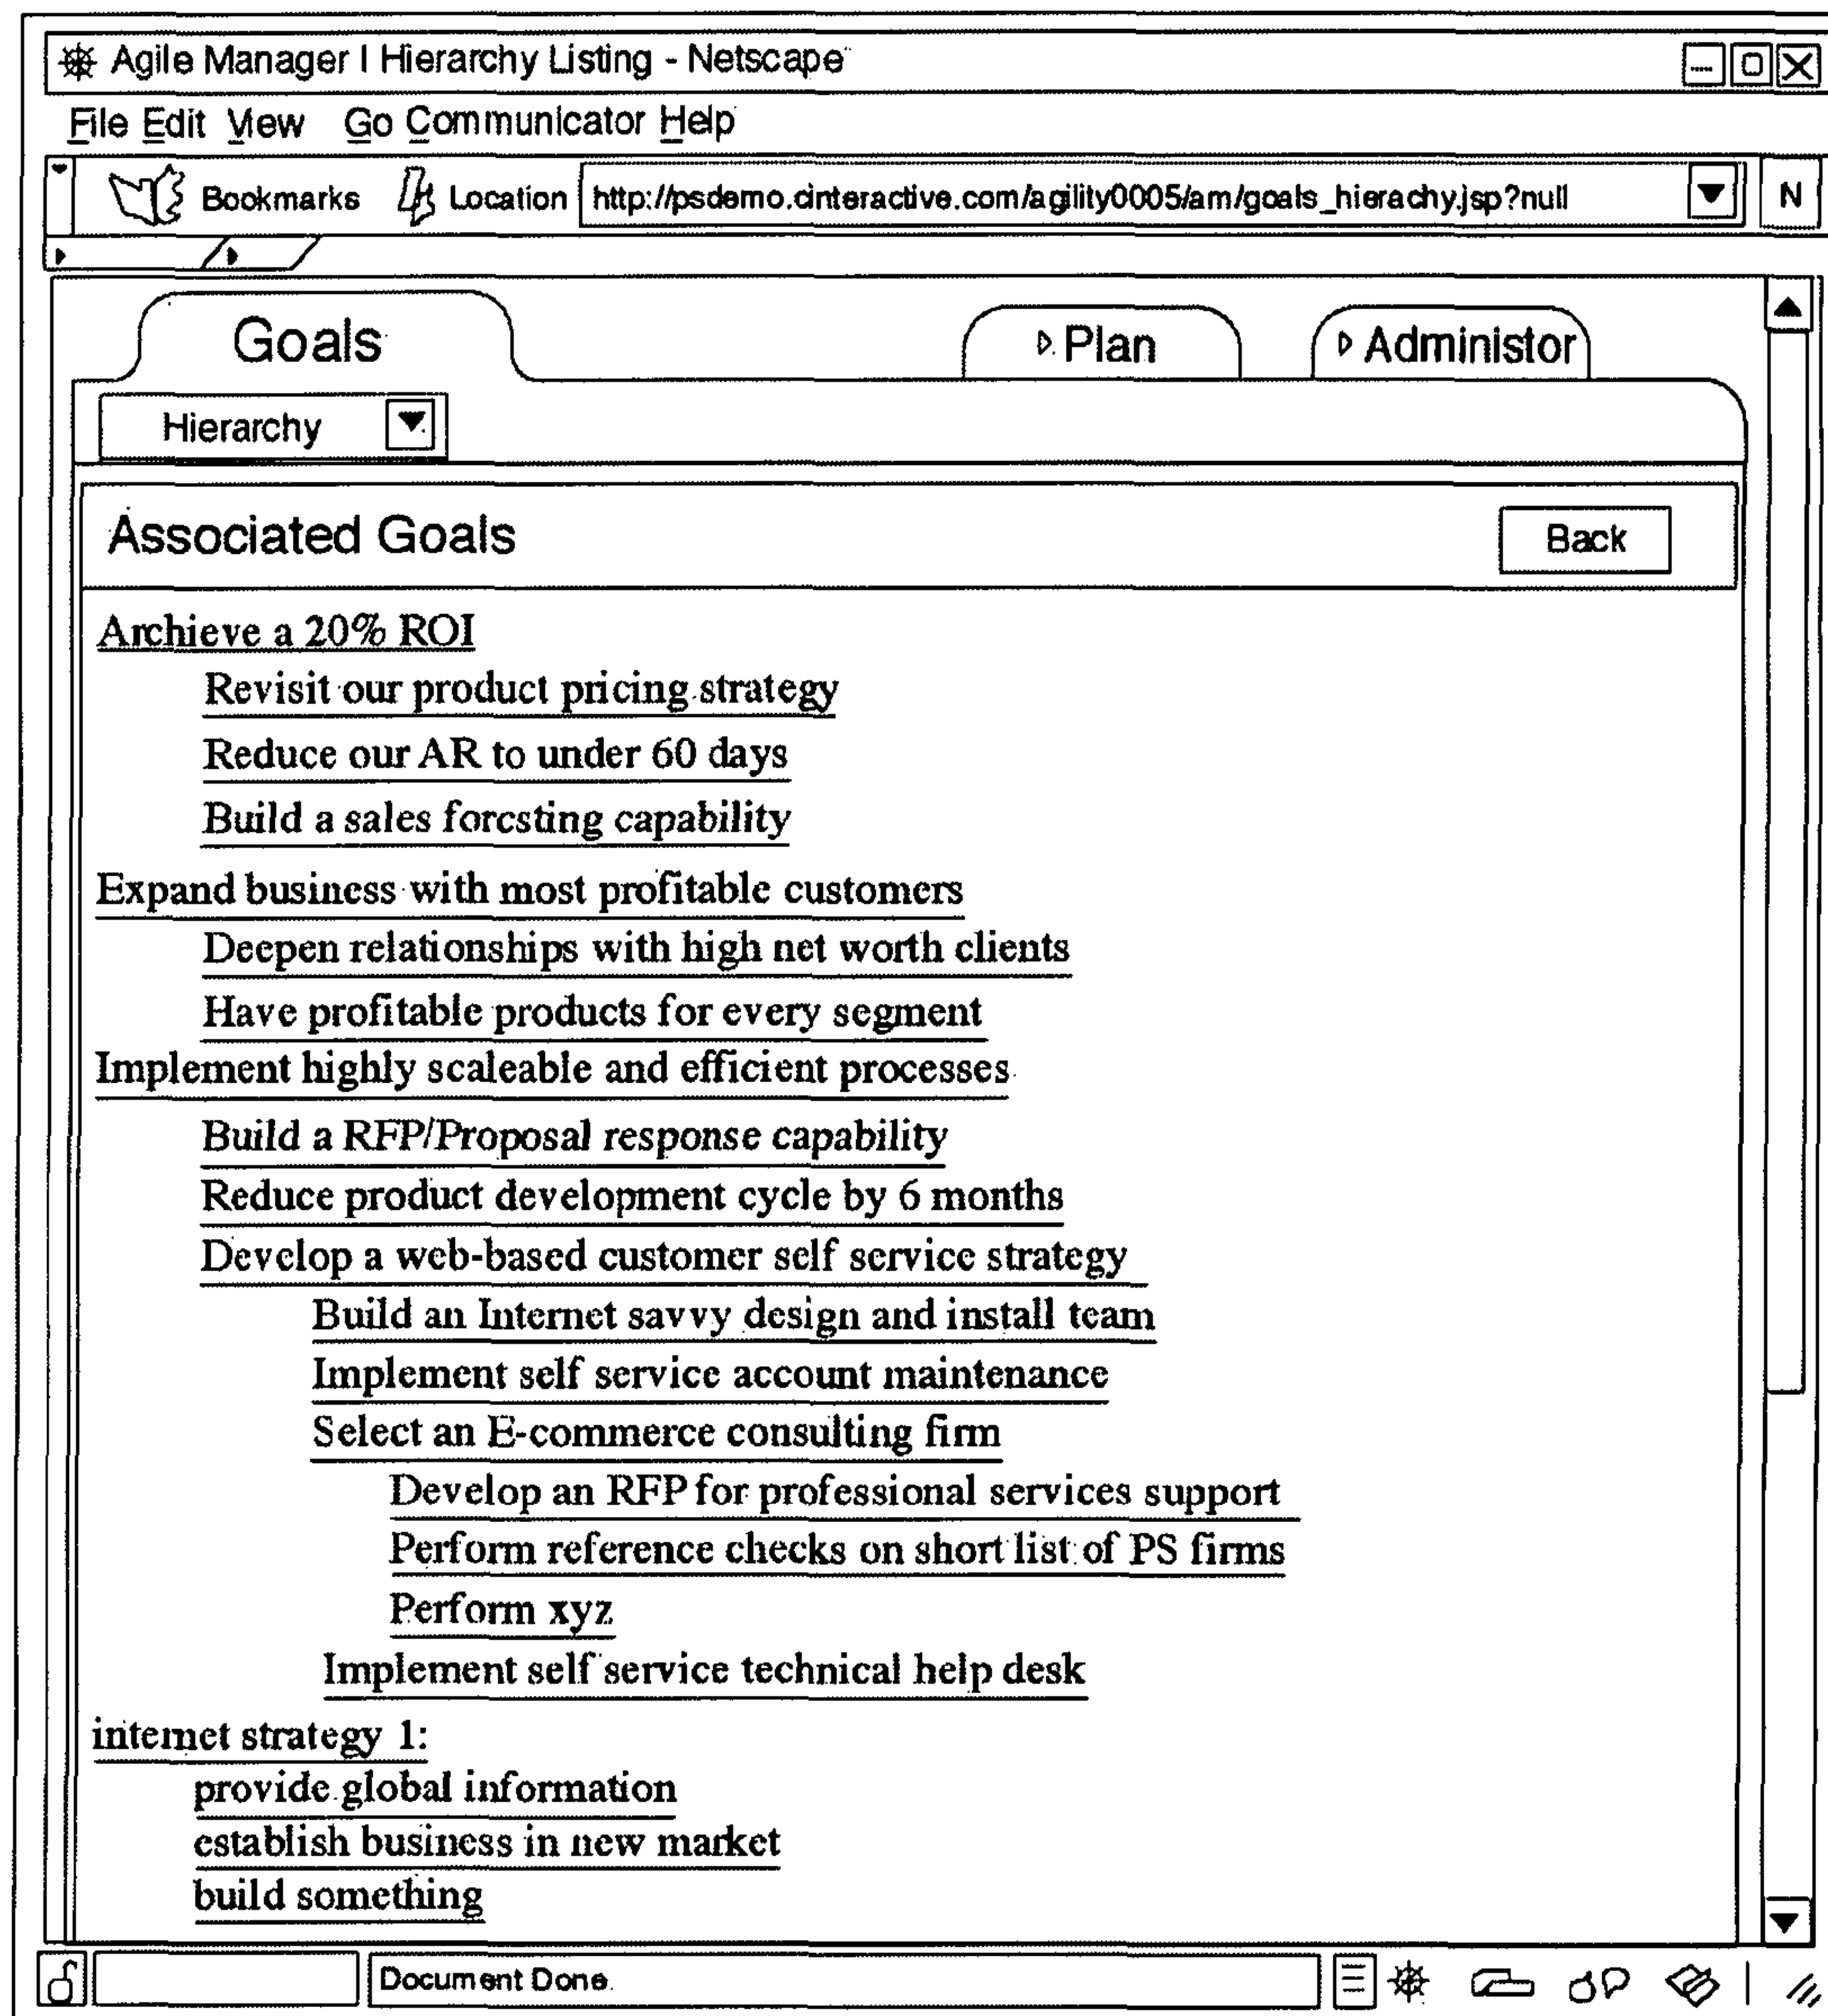 Agile Manager I Hierarchy Listing - Netscape
File Edit View Go Communicator Help
Bookmarks Location http://psdemo.cinteractive.com/agility0005/am/goals_hierachy.jsp?null N
Goals Plan Administor
Hierarchy
Associated Goals Back
Archieve a 20% ROI
Revisit our product pricing strategy
Reduce our AR to under 60 days
Build a sales forcsting capability
Expand business with most profitable customers
Deepen relationships with high net worth clients
Have profitable products for every segment
Implement highly scaleable and efficient processes
Build a RFP/Proposal response capability
Reduce product development cycle by 6 months
Develop a web-based customer self service strategy
Build an Internet savvy design and install team
Implement self service account maintenance
Select an E-commerce consulting firm
Develop an RFP for professional services support
Perform reference checks on short list of PS firms
Perform xyz
Implement self service technical help desk
internet strategy 1:
provide global information
establish business in new market
build something
Document Done